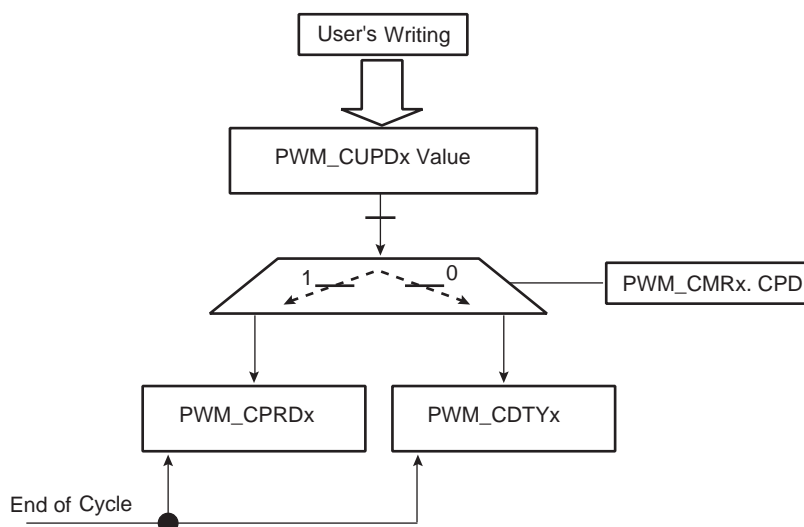 User's Writing
PWM_CUPDx Value
1
0
PWM_CMRx. CPD
PWM_CPRDx
PWM_CDTYx
End of Cycle